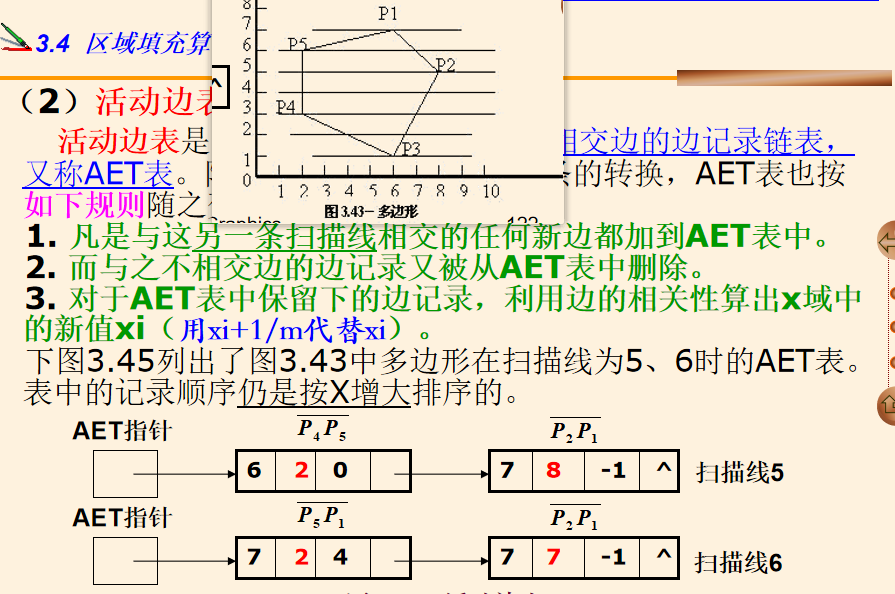 3.4 区域填充算
（2）活动边表
活动边表是 相交边的边记录链表，
又称AET表。 的转换，AET表也按
如下规则随之
8
7
6
5
4
3
2
1
0
1 2 3 4 5 6 7 8 9 10
P1
P5
P2
P4
P3
^
图3.43一多边形
1. 凡是与这另一条扫描线相交的任何新边都加到AET表中。
2. 而与之不相交边的边记录又被从AET表中删除。
3. 对于AET表中保留下的边记录，利用边的相关性算出x域中
的新值xi（用xi+1/m代替xi）。
下图3.45列出了图3.43中多边形在扫描线为5、6时的AET表。
表中的记录顺序仍是按X增大排序的。
AET指针 P4P5 P2P1
6 2 0 7 8 -1 ^ 扫描线5
AET指针 P5P1 P2P1
7 2 4 7 7 -1 ^ 扫描线6